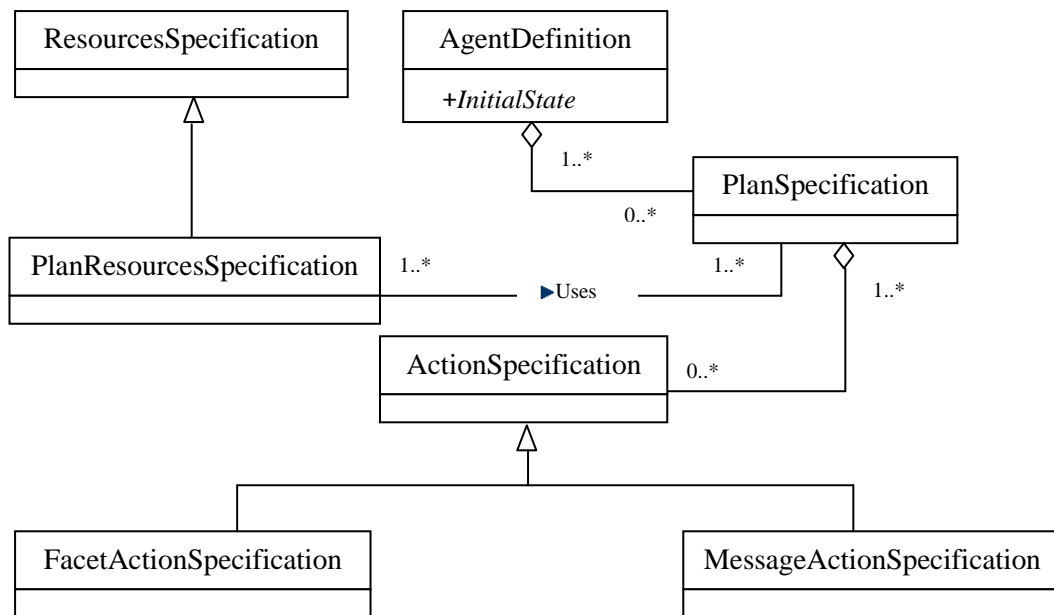 ResourcesSpecification
AgentDefinition
+InitialState
1..*
PlanSpecification
0..*
PlanResourcesSpecification
1..*
1..*
Uses
1..*
ActionSpecification
0..*
FacetActionSpecification
MessageActionSpecification